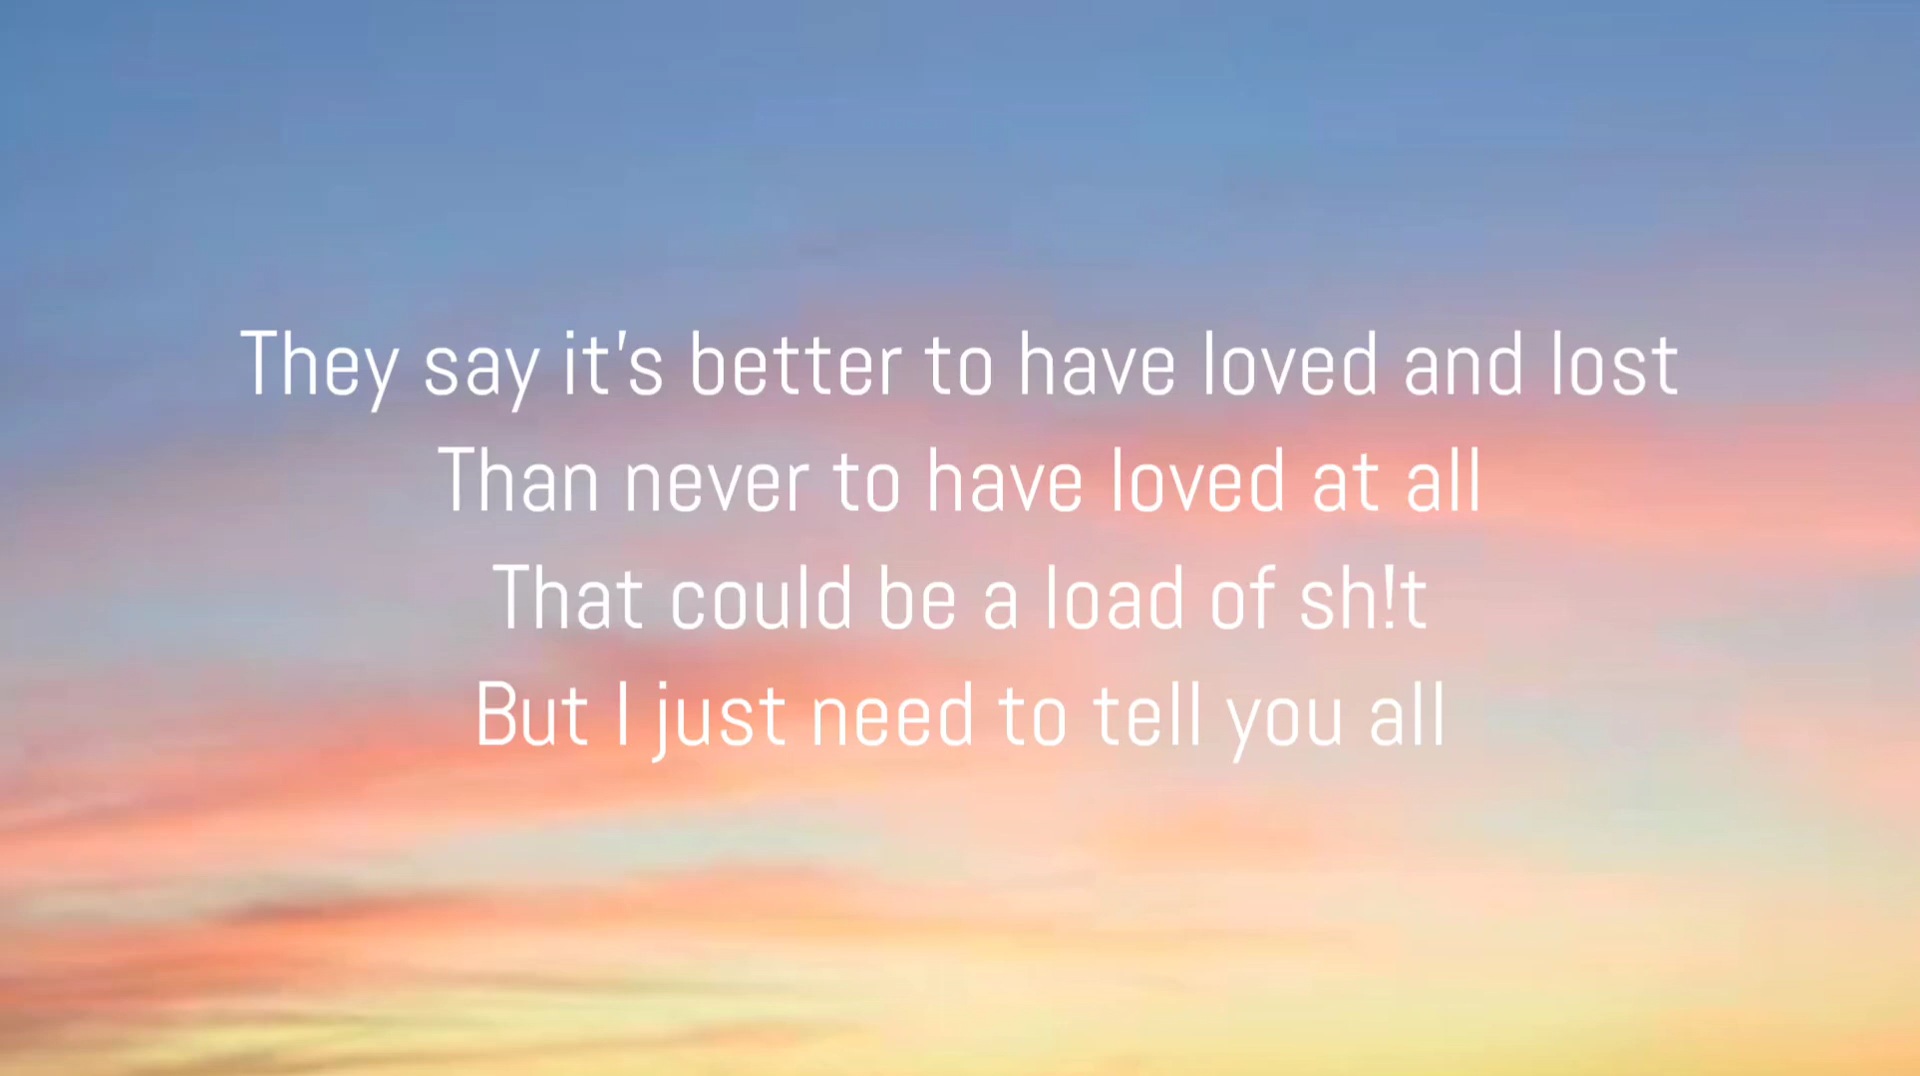 They say it's better to have loved and lost
Than never to have loved at all
That could be a load of sh!t
But I just need to tell you all